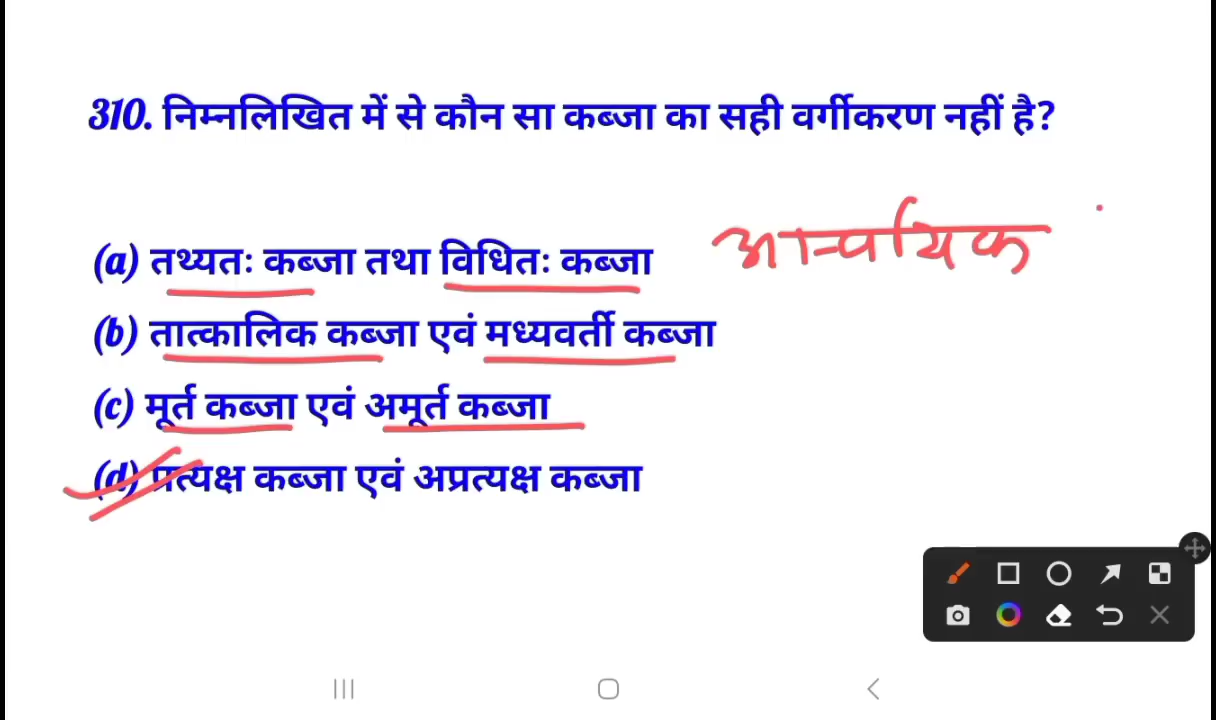 310. निम्नलिखित में से कौन सा कब्जा का सही वर्गीकरण नहीं है?
(a) तथ्यतः कब्जा तथा विधितः कब्जा
आन्वयिक
(b) तात्कालिक कब्जा एवं मध्यवर्ती कब्जा
(c) मूर्त कब्जा एवं अमूर्त कब्जा
(d) प्रत्यक्ष कब्जा एवं अप्रत्यक्ष कब्जा